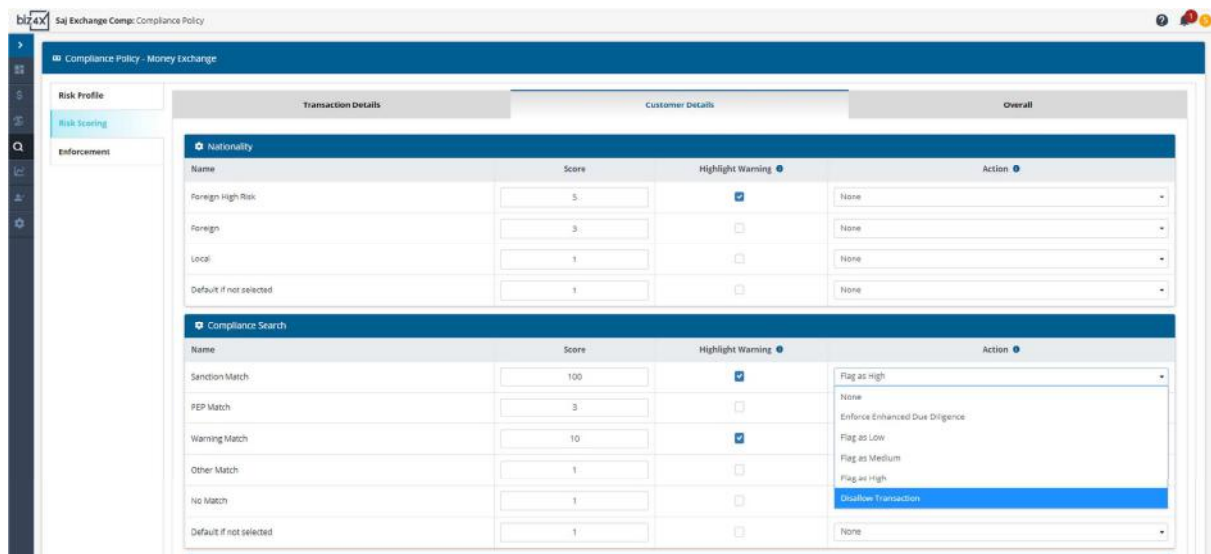 biz4x Saj Exchange Comp: Compliance Policy
1
Compliance Policy - Money Exchange
Risk Profile
Risk Scoring
Enforcement
Transaction Details Customer Details Overall
Nationality
Name Score Highlight Warning Action
Foreign High Risk 5 None
Foreign 3 None
Local 1 None
Default if not selected 1 None
Compliance Search
Name Score Highlight Warning Action
Sanction Match 100 Flag as High
None
PEP Match 3
Enforce Enhanced Due Diligence
Warning Match 10 Flag as Low
Flag as Medium
Other Match 1
Flag as High
No Match 1 Disallow Transaction
Default if not selected 1 None